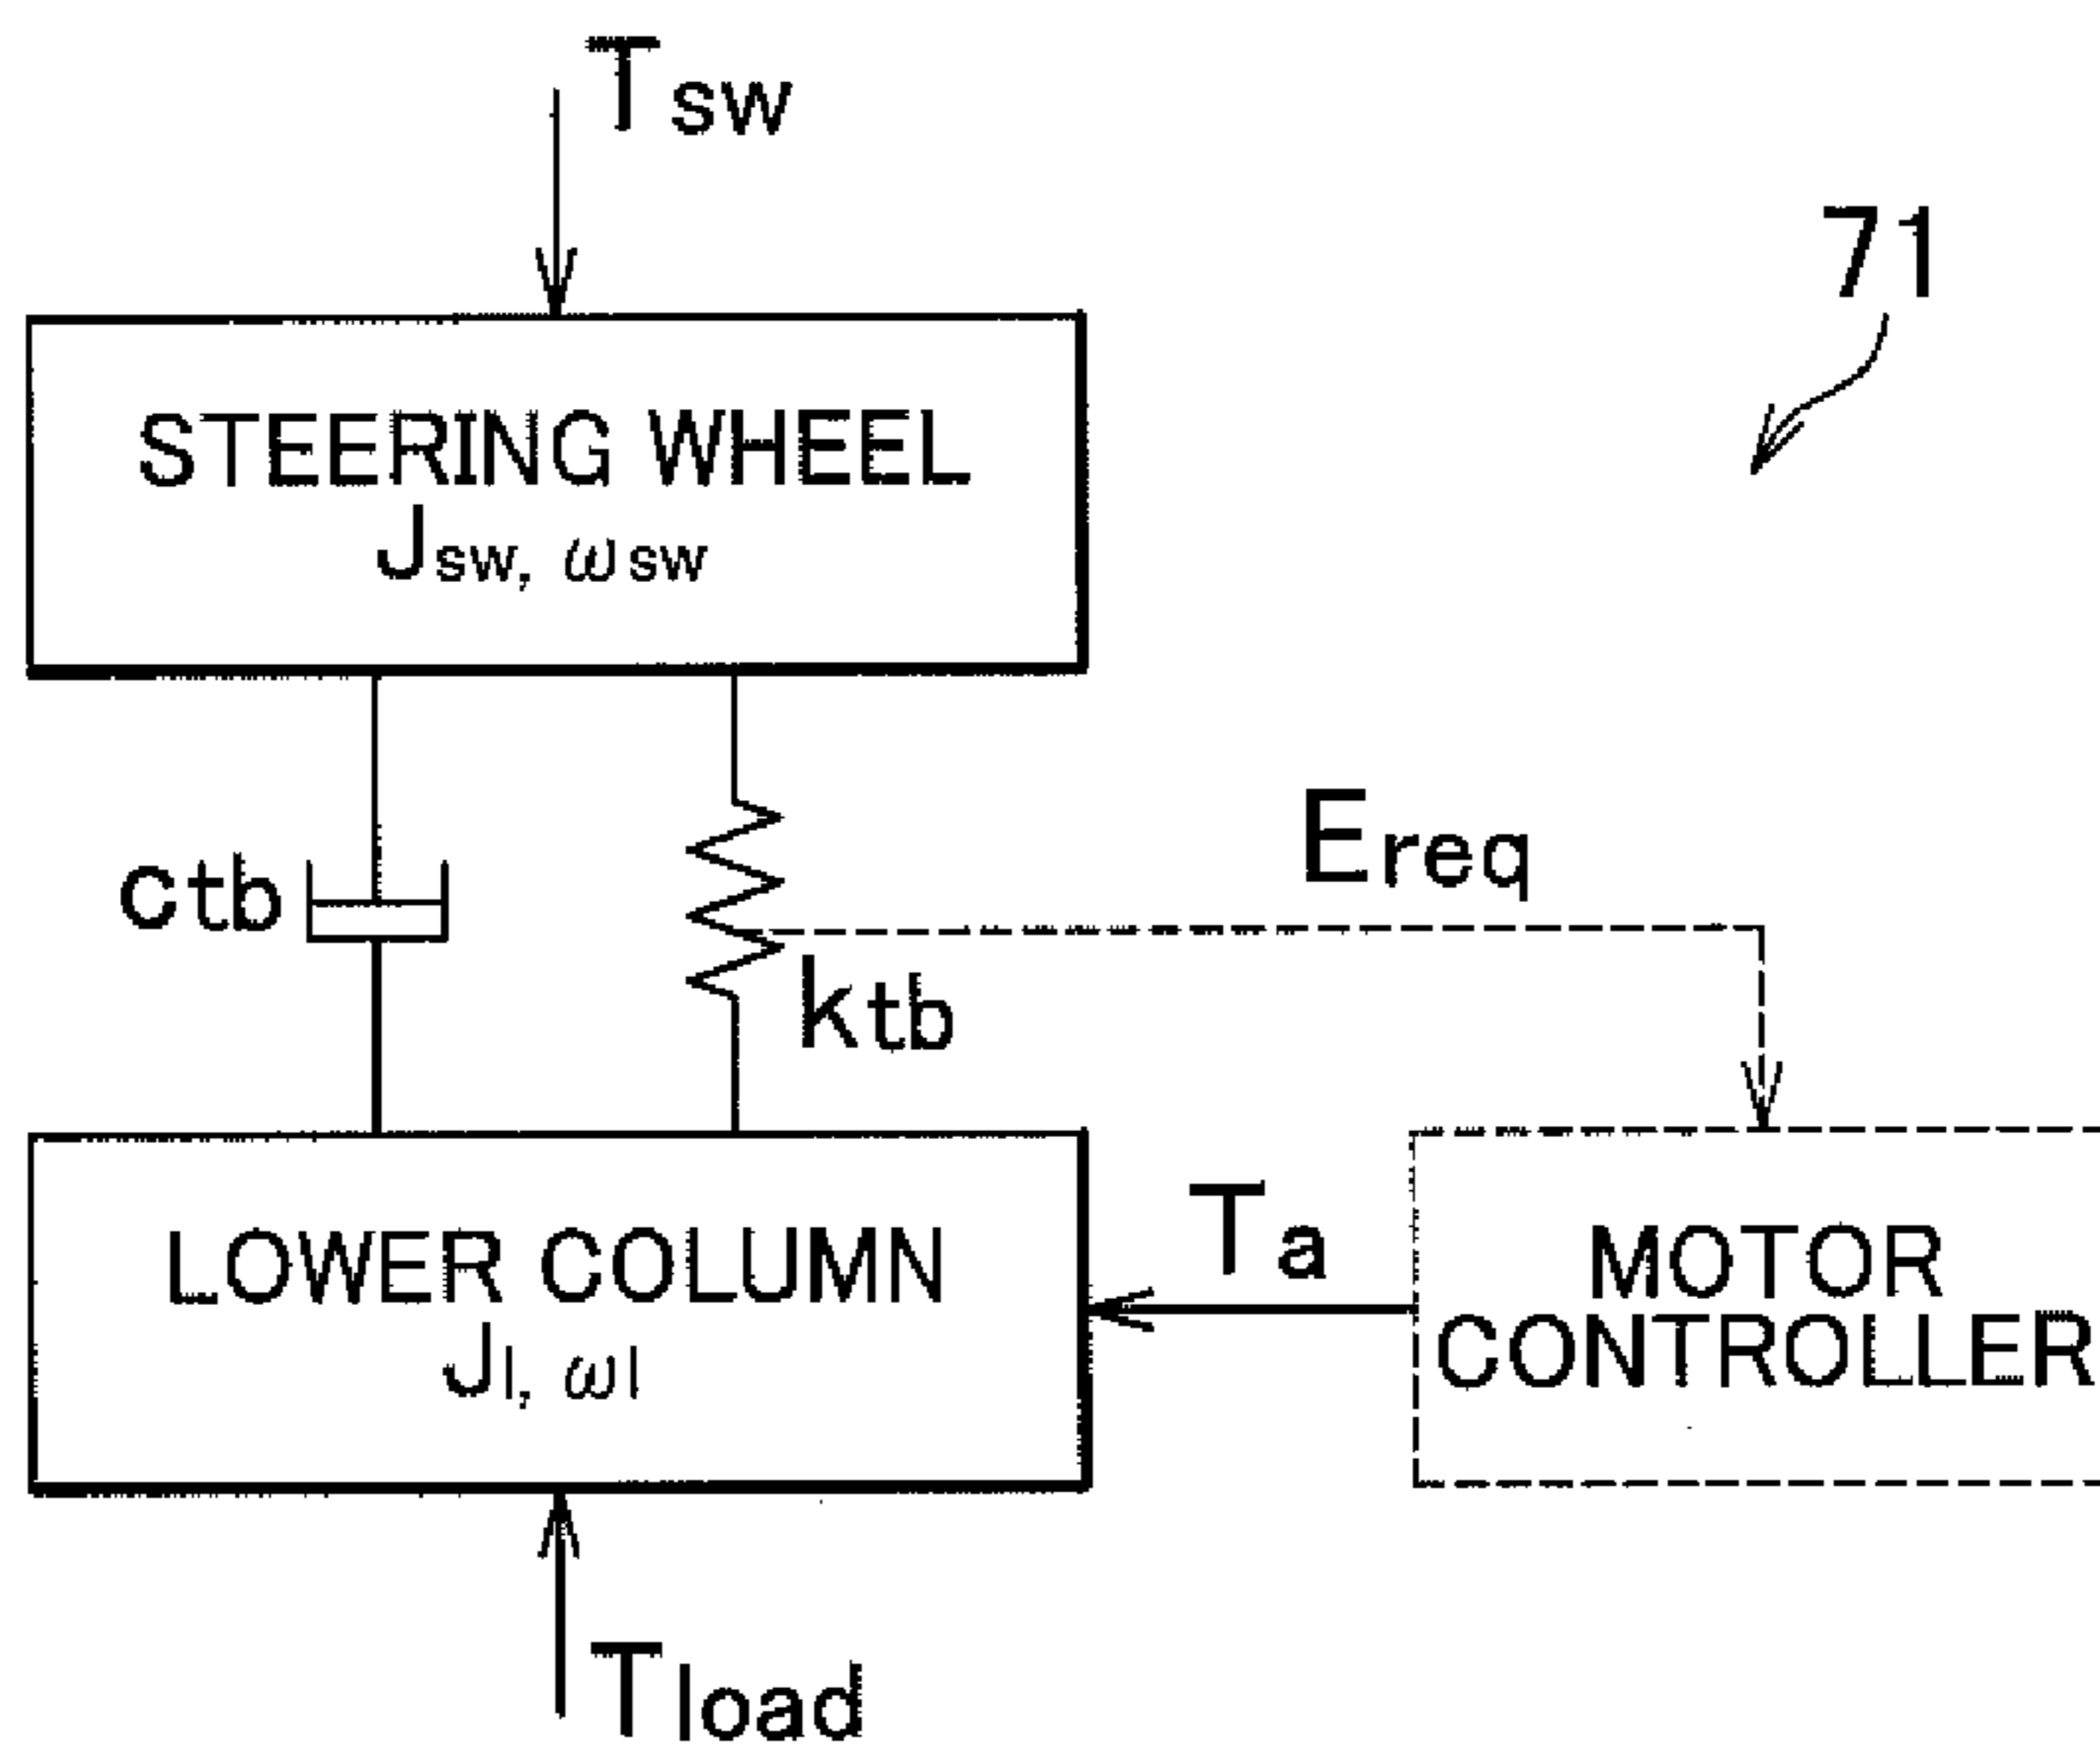 Tsw
71
STEERING WHEEL
Jsw, ωsw
ctb
Ereq
ktb
LOWER COLUMN
Jl, ωl
Ta
MOTOR
CONTROLLER
Tload